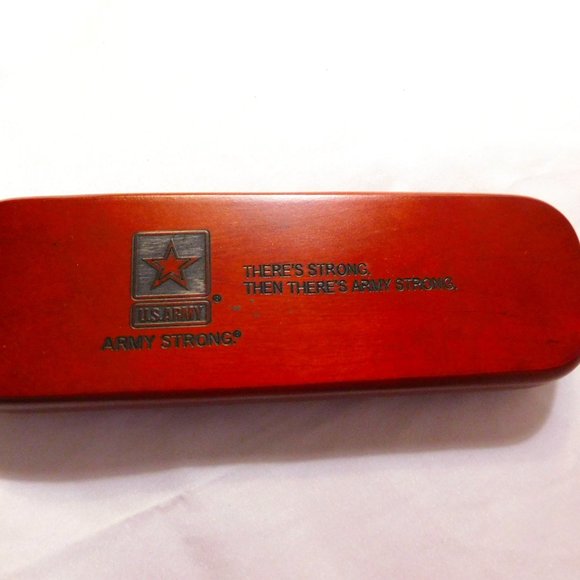 THERE'S STRONG.
THEN THERE'S ARMY STRONG.
U.S.ARMY®
ARMY STRONG.®